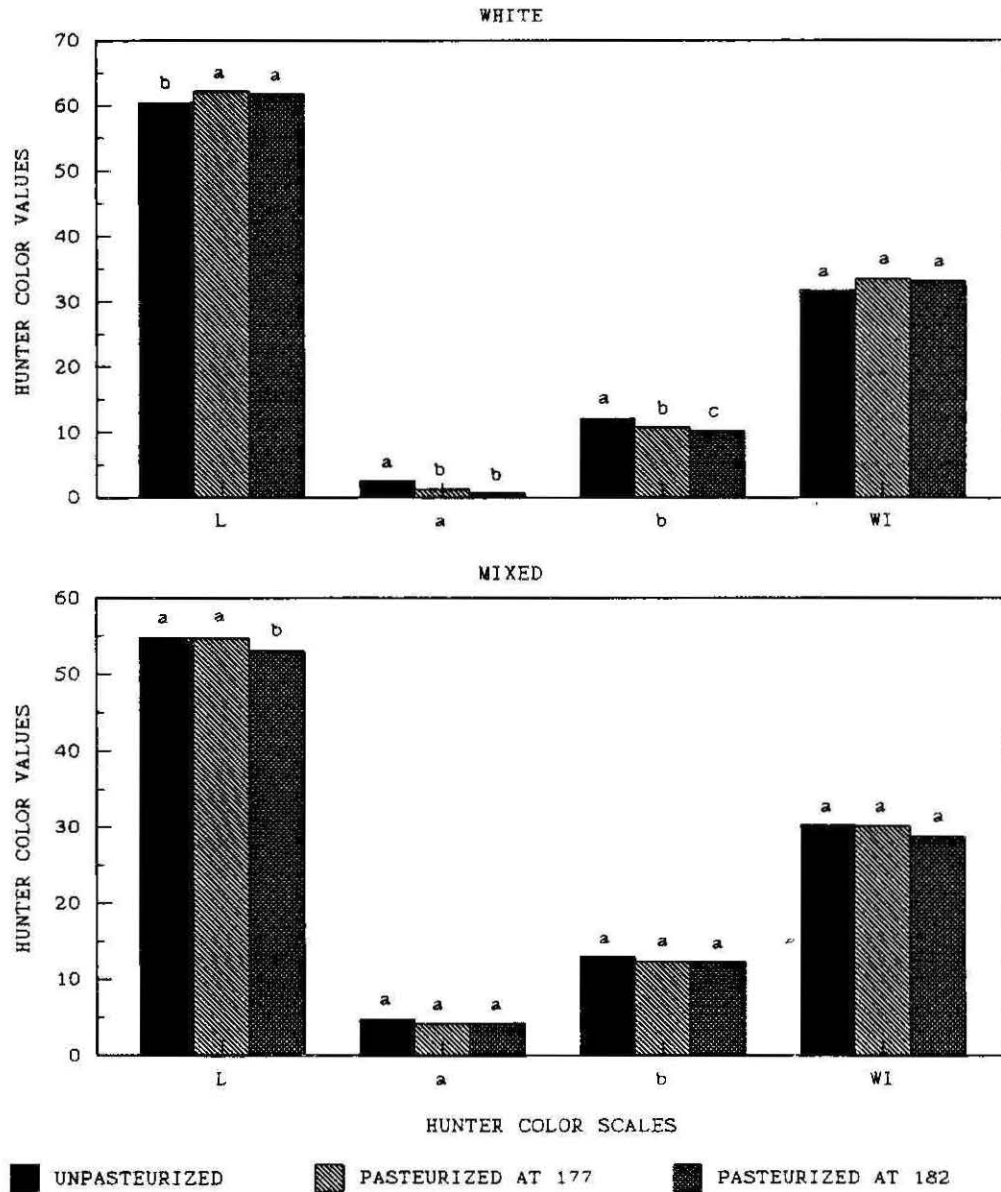 WHITE
70
60
50
40
30
20
10
0
HUNTER COLOR VALUES
b a a
a b b
a b c
a a a
L a b WI
MIXED
60
50
40
30
20
10
0
HUNTER COLOR VALUES
a a b
a a a
a a a
a a a
L a b WI
HUNTER COLOR SCALES
UNPASTEURIZED PASTEURIZED AT 177 PASTEURIZED AT 182